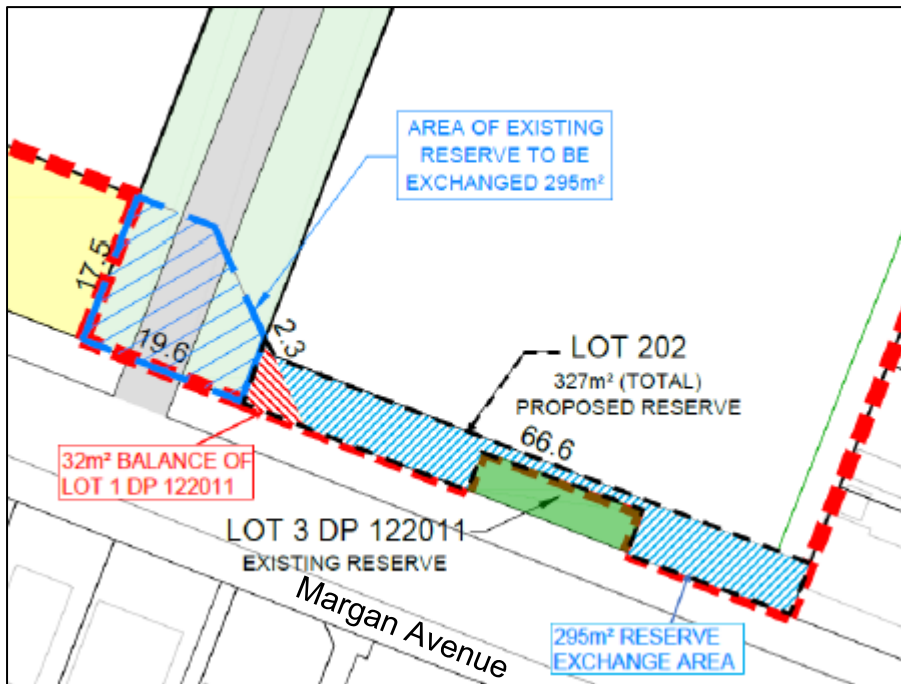 AREA OF EXISTING
RESERVE TO BE
EXCHANGED 295m²
17.5
19.6
2.3
LOT 202
327m² (TOTAL)
PROPOSED RESERVE
66.6
32m² BALANCE OF
LOT 1 DP 122011
LOT 3 DP 122011
EXISTING RESERVE
Margan Avenue
295m² RESERVE
EXCHANGE AREA